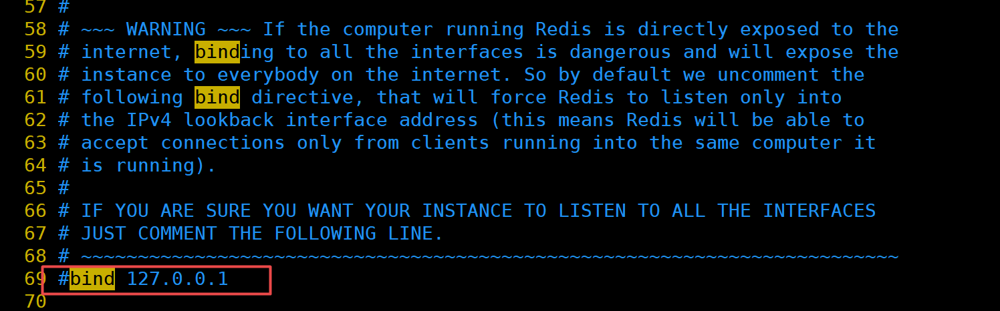 57 #
58 # ~~~ WARNING ~~~ If the computer running Redis is directly exposed to the
59 # internet, binding to all the interfaces is dangerous and will expose the
60 # instance to everybody on the internet. So by default we uncomment the
61 # following bind directive, that will force Redis to listen only into
62 # the IPv4 lookback interface address (this means Redis will be able to
63 # accept connections only from clients running into the same computer it
64 # is running).
65 #
66 # IF YOU ARE SURE YOU WANT YOUR INSTANCE TO LISTEN TO ALL THE INTERFACES
67 # JUST COMMENT THE FOLLOWING LINE.
68 # ~~~~~~~~~~~~~~~~~~~~~~~~~~~~~~~~~~~~~~~~~~~~~~~~~~~~~~~~~~~~~~~~~~~~~~~~
69 #bind 127.0.0.1
70